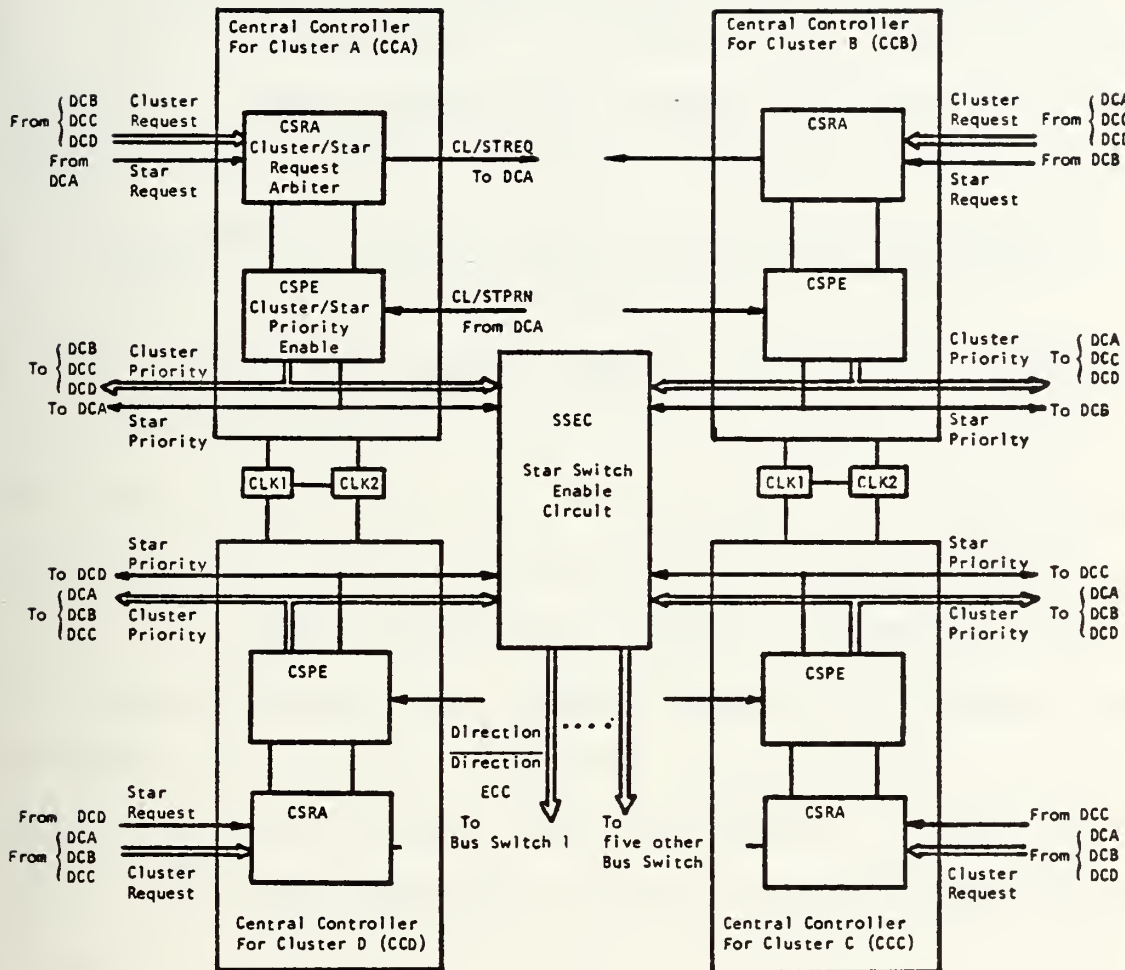 Central Controller
For Cluster A (CCA)
From
DCB
DCC
DCD
Cluster
Request
From
DCA
Star
Request
CSRA
Cluster/Star
Request
Arbiter
CL/STREQ
To DCA
CSPE
Cluster/Star
Priority
Enable
CL/STPRN
From DCA
To
DCB
DCC
DCD
Cluster
Priority
To DCA
Star
Priority
CLK1
CLK2
Central Controller
For Cluster B (CCB)
CSRA
Cluster
Request
From
DCA
DCC
DCD
From DCB
Star
Request
CSPE
Cluster
Priority
To
DCA
DCC
DCD
To DCB
Star
Priority
CLK1
CLK2
SSEC
Star Switch
Enable
Circuit
Star
Priority
To DCD
To
DCA
DCB
DCC
Cluster
Priority
CSPE
CSRA
Star
Request
From DCD
From
DCA
DCB
DCC
Cluster
Request
Central Controller
For Cluster D (CCD)
Direction
Direction
ECC
To
Bus Switch 1
....
To
five other
Bus Switch
Star
Priority
To DCC
To
DCA
DCB
DCD
Cluster
Priority
CSPE
CSRA
From DCC
Star
Request
From
DCA
DCB
DCD
Cluster
Request
Central Controller
For Cluster C (CCC)